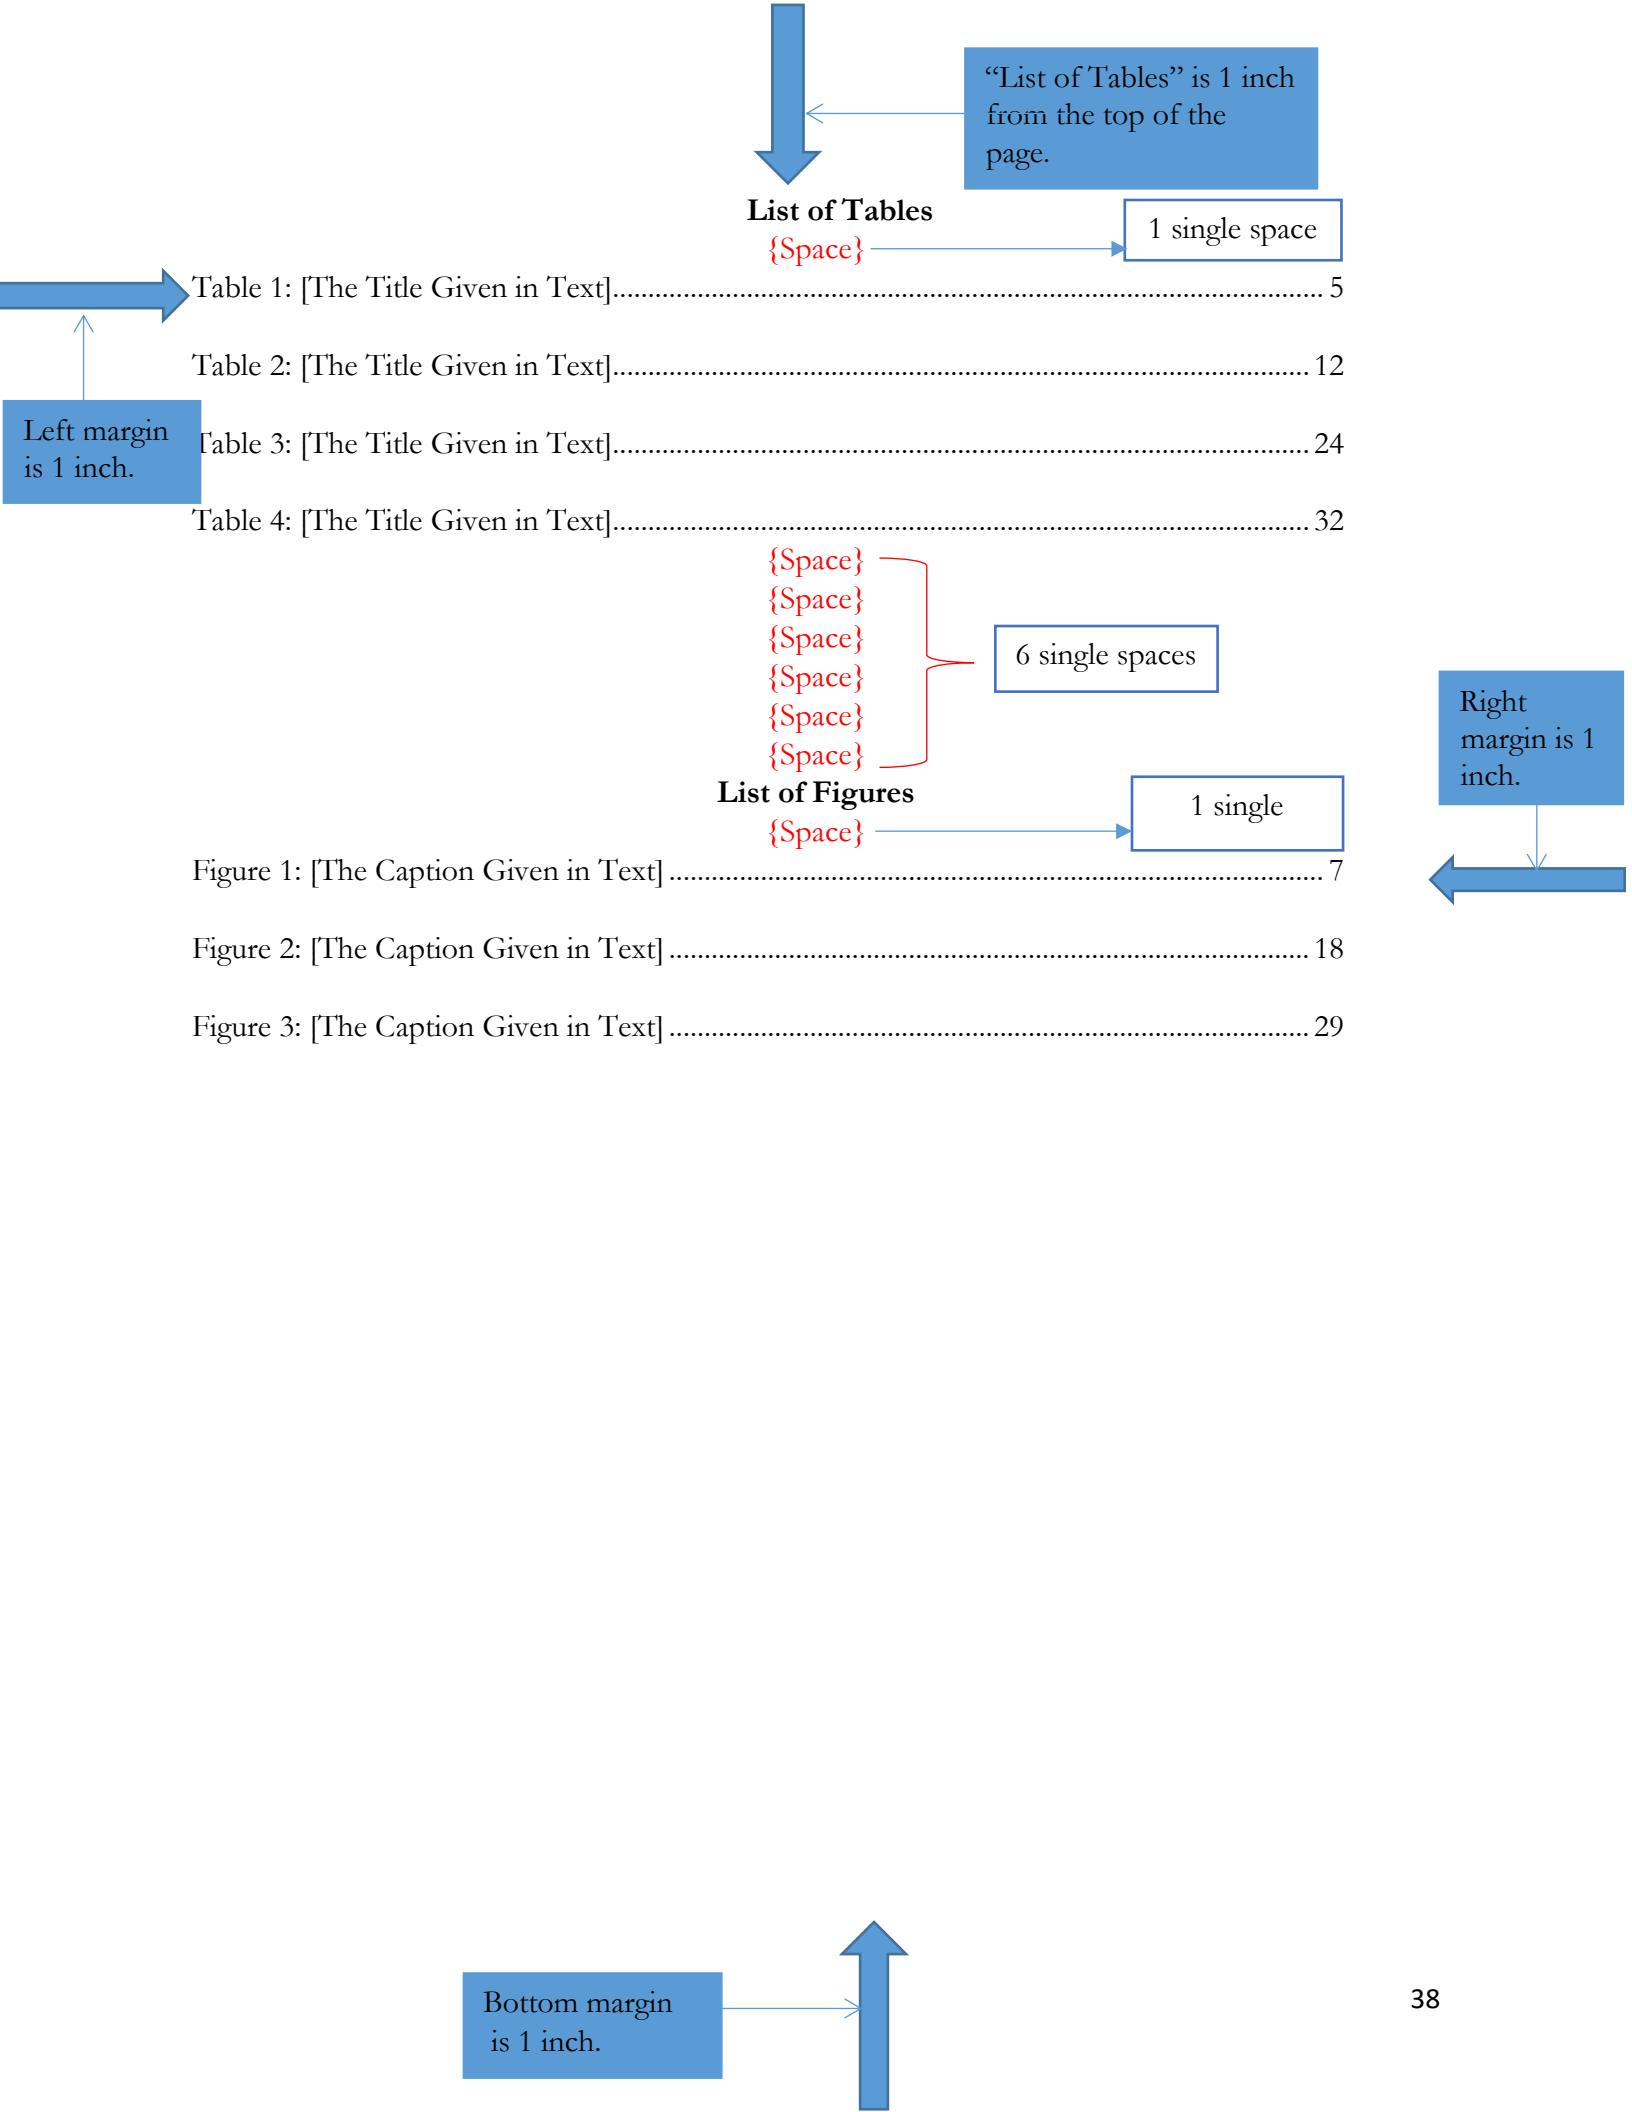 “List of Tables” is 1 inch
from the top of the
page.
List of Tables
{Space}
1 single space
Table 1: [The Title Given in Text].................................................................................................... 5
Table 2: [The Title Given in Text].................................................................................................. 12
Left margin
is 1 inch.
Table 3: [The Title Given in Text].................................................................................................. 24
Table 4: [The Title Given in Text].................................................................................................. 32
{Space}
{Space}
{Space}
{Space}
{Space}
{Space}
6 single spaces
Right
margin is 1
inch.
List of Figures
{Space}
1 single
Figure 1: [The Caption Given in Text] ............................................................................................ 7
Figure 2: [The Caption Given in Text] .......................................................................................... 18
Figure 3: [The Caption Given in Text] .......................................................................................... 29
Bottom margin
is 1 inch.
38